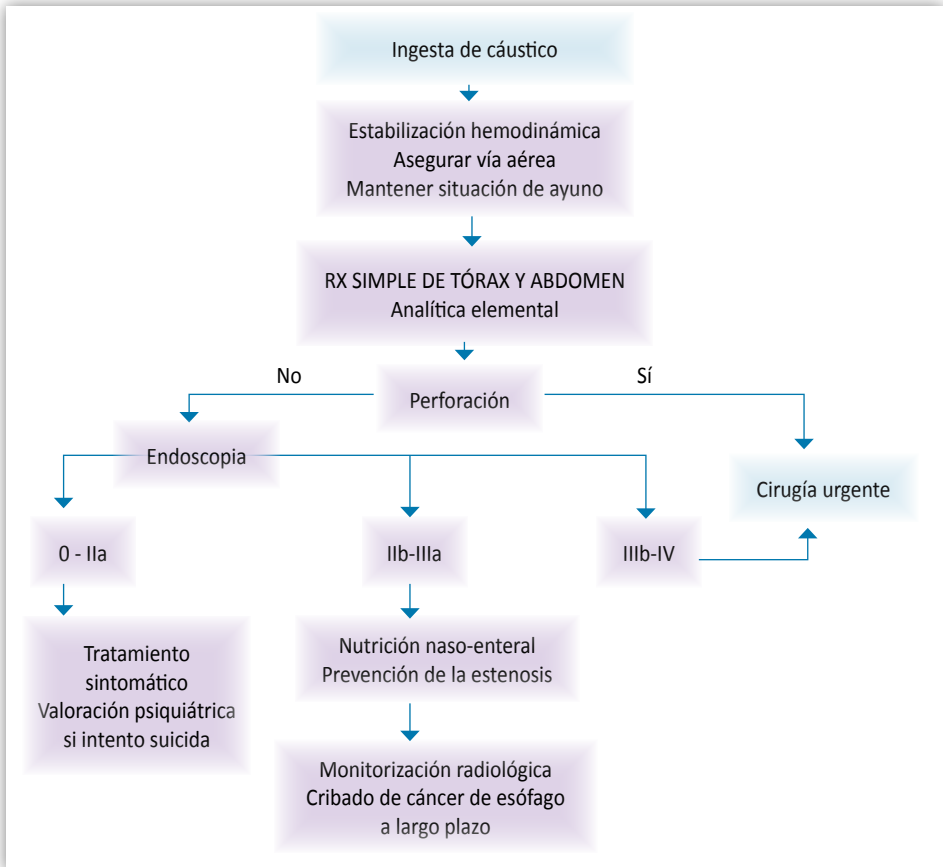 Ingesta de cáustico
Estabilización hemodinámica
Asegurar vía aérea
Mantener situación de ayuno
RX SIMPLE DE TÓRAX Y ABDOMEN
Analítica elemental
No
Sí
Perforación
Endoscopia
Cirugía urgente
0 - IIa
IIb-IIIa
IIIb-IV
Tratamiento
sintomático
Valoración psiquiátrica
si intento suicida
Nutrición naso-enteral
Prevención de la estenosis
Monitorización radiológica
Cribado de cáncer de esófago
a largo plazo